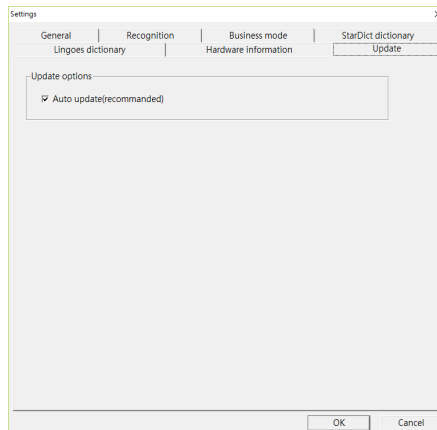 Settings
General Recognition Business mode StarDict dictionary
Lingoes dictionary Hardware information Update
Update options
Auto update(recommanded)
OK Cancel